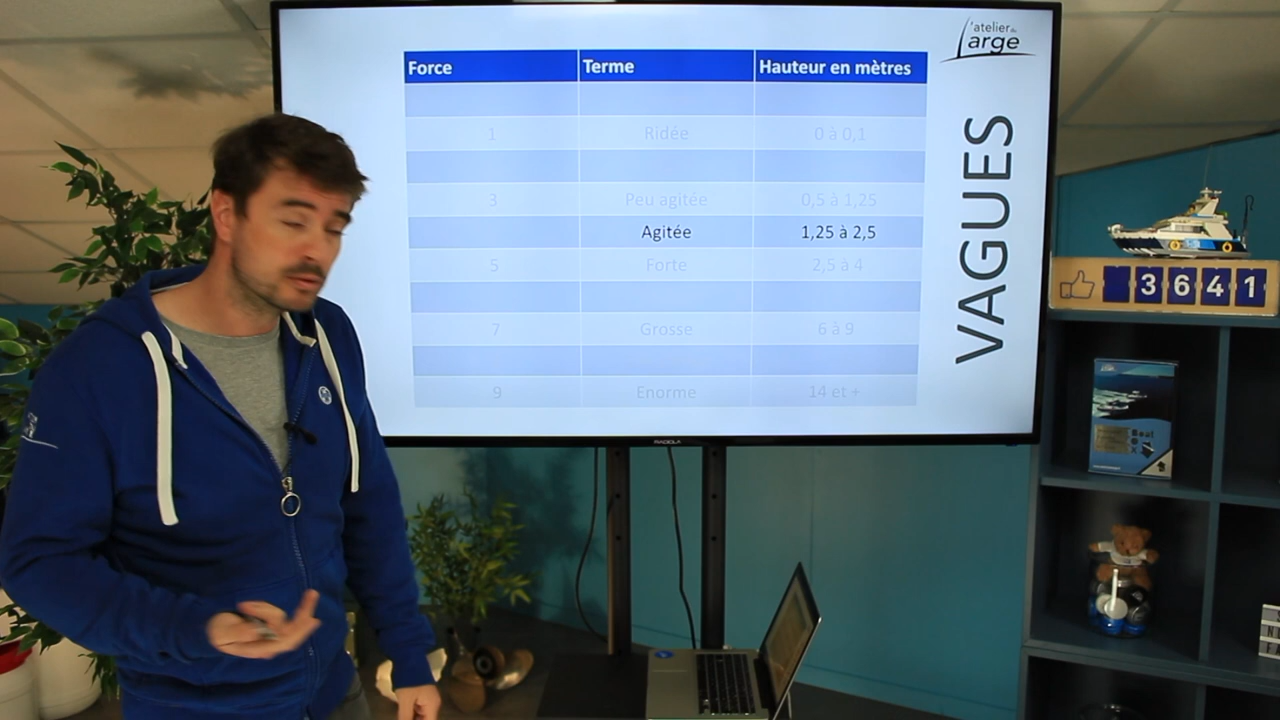 l'atelier du
large
Force Terme Hauteur en mètres
1 Ridée 0 à 0,1
3 Peu agitée 0,5 à 1,25
Agitée 1,25 à 2,5
5 Forte 2,5 à 4
7 Grosse 6 à 9
9 Enorme 14 et +
VAGUES
3641
RADIOLA
Boat